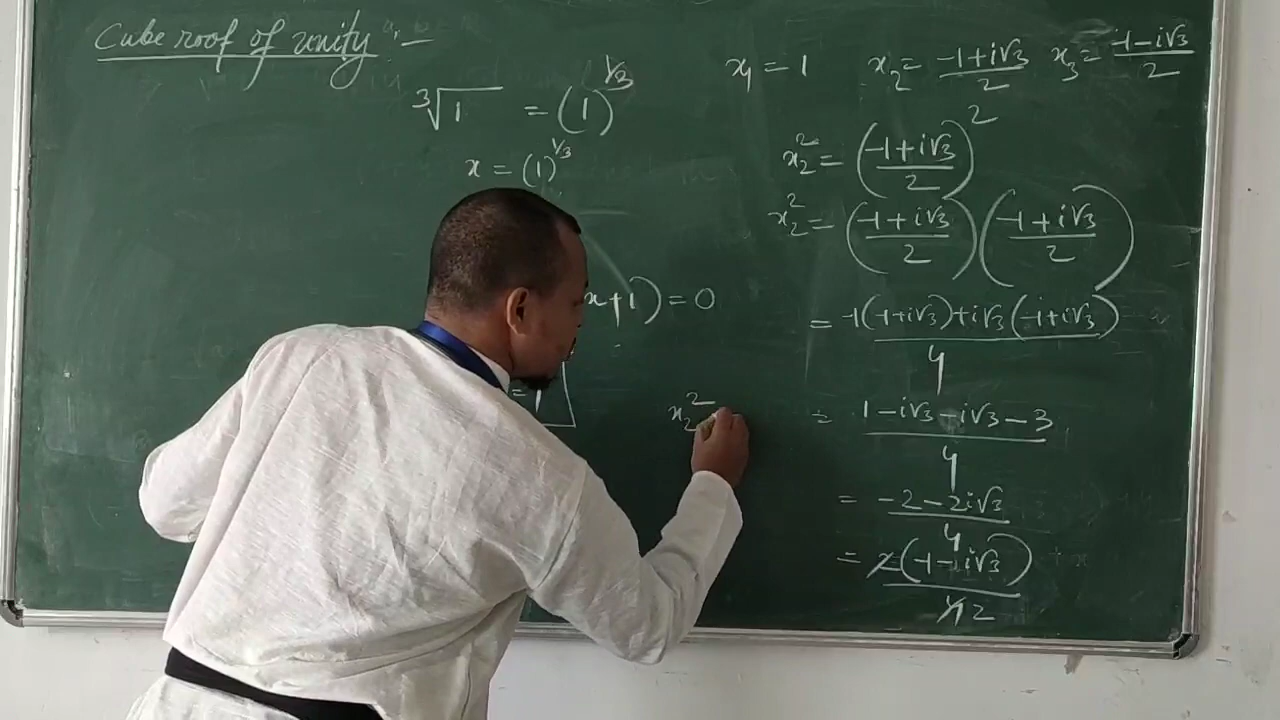 Cube roof of unity :-
∛1 = (1)^1/3
x = (1)^1/3
x+1) = 0
= 1
x₂²
x₁ = 1 x₂ = (-1+i√3)/2 x₃ = (-1-i√3)/2
x₂² = ((-1+i√3)/2)²
x₂² = ((-1+i√3)/2)((-1+i√3)/2)
= (-1(-1+i√3)+i√3(-1+i√3))/4
= (1-i√3-i√3-3)/4
= (-2-2i√3)/4
= 2(-1-i√3)/4 2